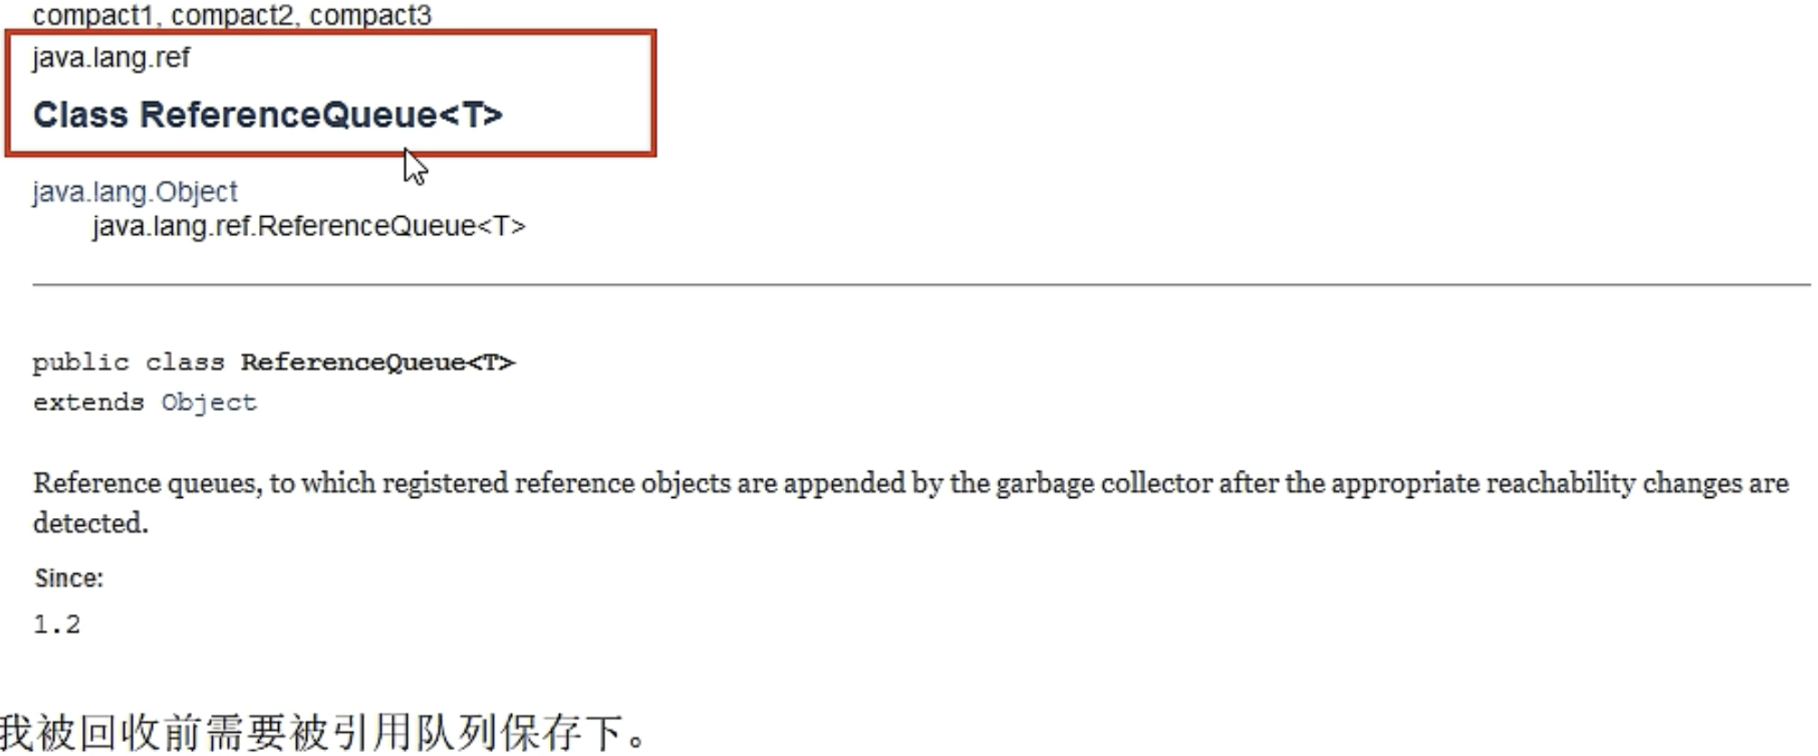 compact1, compact2, compact3
java.lang.ref
Class ReferenceQueue<T>
java.lang.Object
java.lang.ref.ReferenceQueue<T>
public class ReferenceQueue<T>
extends Object
Reference queues, to which registered reference objects are appended by the garbage collector after the appropriate reachability changes are
detected.
Since:
1.2
我被回收前需要被引用队列保存下。